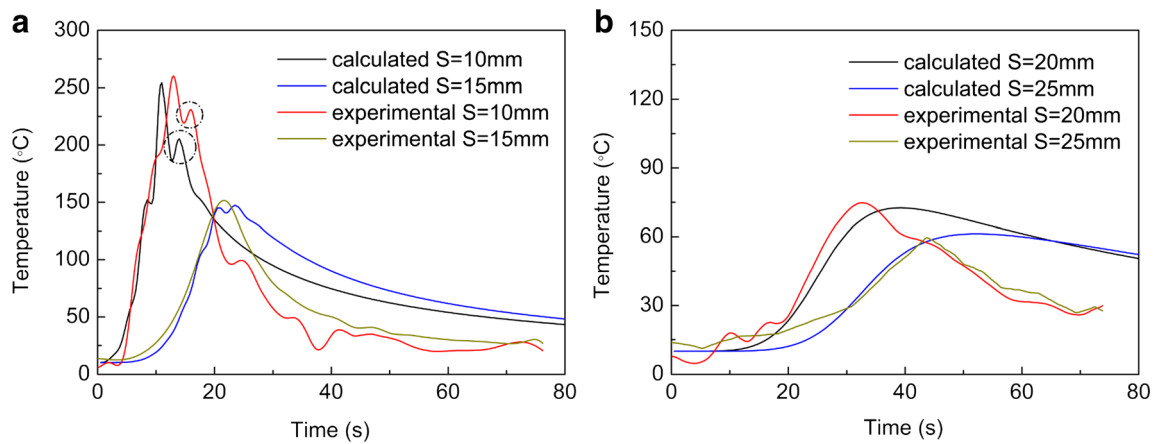 a
300
250
200
150
100
50
0
0 20 40 60 80
Temperature (°C)
Time (s)
calculated S=10mm
calculated S=15mm
experimental S=10mm
experimental S=15mm
b
150
120
90
60
30
0
0 20 40 60 80
Temperature (°C)
Time (s)
calculated S=20mm
calculated S=25mm
experimental S=20mm
experimental S=25mm